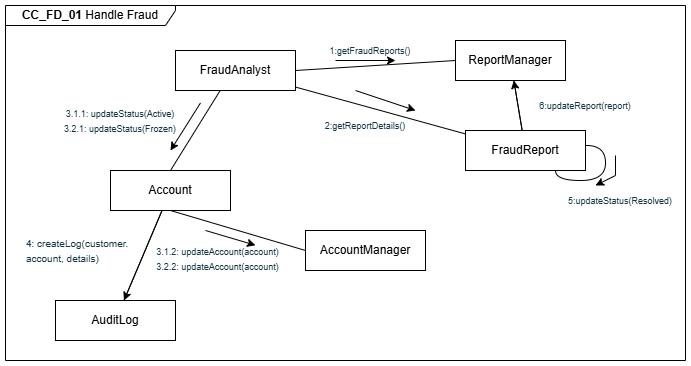 CC_FD_01 Handle Fraud
1:getFraudReports()
ReportManager
FraudAnalyst
3.1.1: updateStatus(Active)
3.2.1: updateStatus(Frozen)
2:getReportDetails()
6:updateReport(report)
FraudReport
5:updateStatus(Resolved)
Account
4: createLog(customer.
account, details)
3.1.2: updateAccount(account)
3.2.2: updateAccount(account)
AccountManager
AuditLog